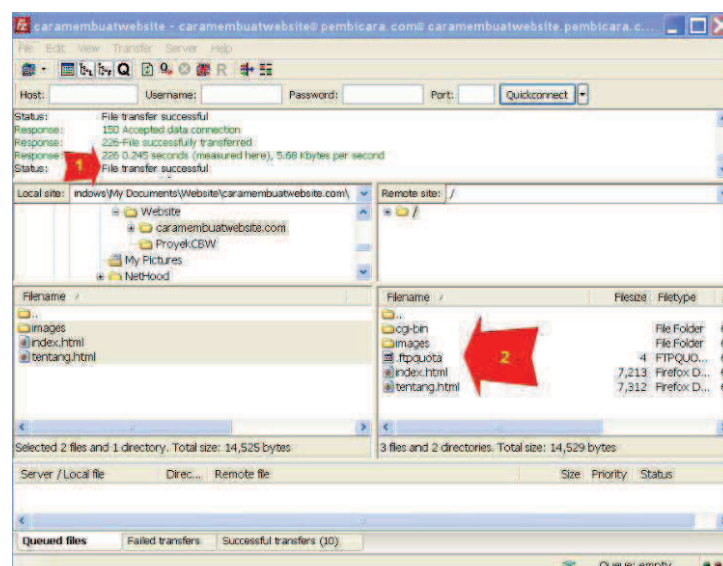 caramembuatwebsite - caramembuatwebsite@pembicara.com@caramembuatwebsite.pembicara.c...
File Edit View Transfer Server Help
Host: Username: Password: Port: Quickconnect
Status: File transfer successful
Response: 150 Accepted data connection
Response: 226-File successfully transferred
Response: 226 0.245 seconds (measured here), 5.68 Kbytes per second
Status: File transfer successful
1
Local site: indows\My Documents\Website\caramembuatwebsite.com\
Remote site: /
Website
caramembuatwebsite.com
ProyekCBW
My Pictures
NetHood
/
Filename /
..
images
index.html
tentang.html
Selected 2 files and 1 directory. Total size: 14,525 bytes
Filename / Filesize Filetype
..
cgi-bin File Folder
images File Folder
.ftpquota 4 FTPQUO...
index.html 7,213 Firefox D...
tentang.html 7,312 Firefox D...
2
3 files and 2 directories. Total size: 14,529 bytes
Server / Local file Direc... Remote file Size Priority Status
Queued files Failed transfers Successful transfers (10)
Queue: empty